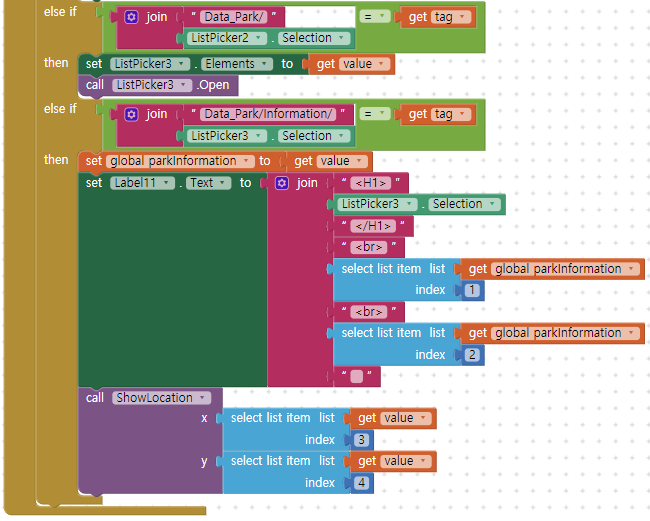 else if join " Data_Park/ " = get tag
ListPicker2 . Selection
then set ListPicker3 . Elements to get value
call ListPicker3 .Open
else if join " Data_Park/Information/ " = get tag
ListPicker3 . Selection
then set global parkInformation to get value
set Label11 . Text to join " <H1> "
ListPicker3 . Selection
" </H1> "
" <br> "
select list item list get global parkInformation
index 1
" <br> "
select list item list get global parkInformation
index 2
" "
call ShowLocation
x select list item list get value
index 3
y select list item list get value
index 4